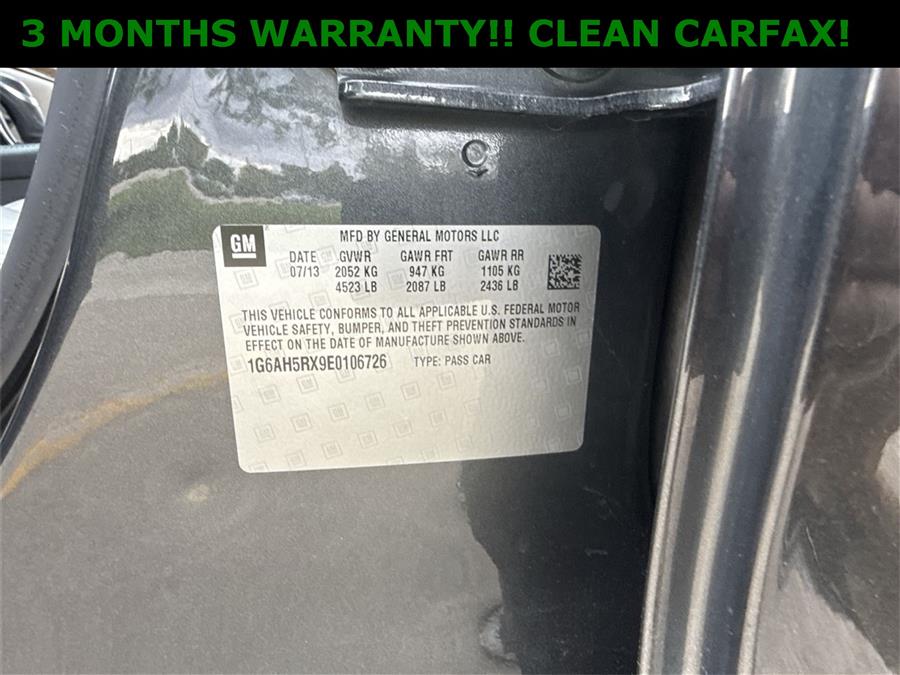 3 MONTHS WARRANTY!! CLEAN CARFAX!
GM MFD BY GENERAL MOTORS LLC
DATE GVWR GAWR FRT GAWR RR
07/13 2052 KG 947 KG 1105 KG
4523 LB 2087 LB 2436 LB
THIS VEHICLE CONFORMS TO ALL APPLICABLE U.S. FEDERAL MOTOR
VEHICLE SAFETY, BUMPER, AND THEFT PREVENTION STANDARDS IN
EFFECT ON THE DATE OF MANUFACTURE SHOWN ABOVE.
1G6AH5RX9E0106726 TYPE: PASS CAR